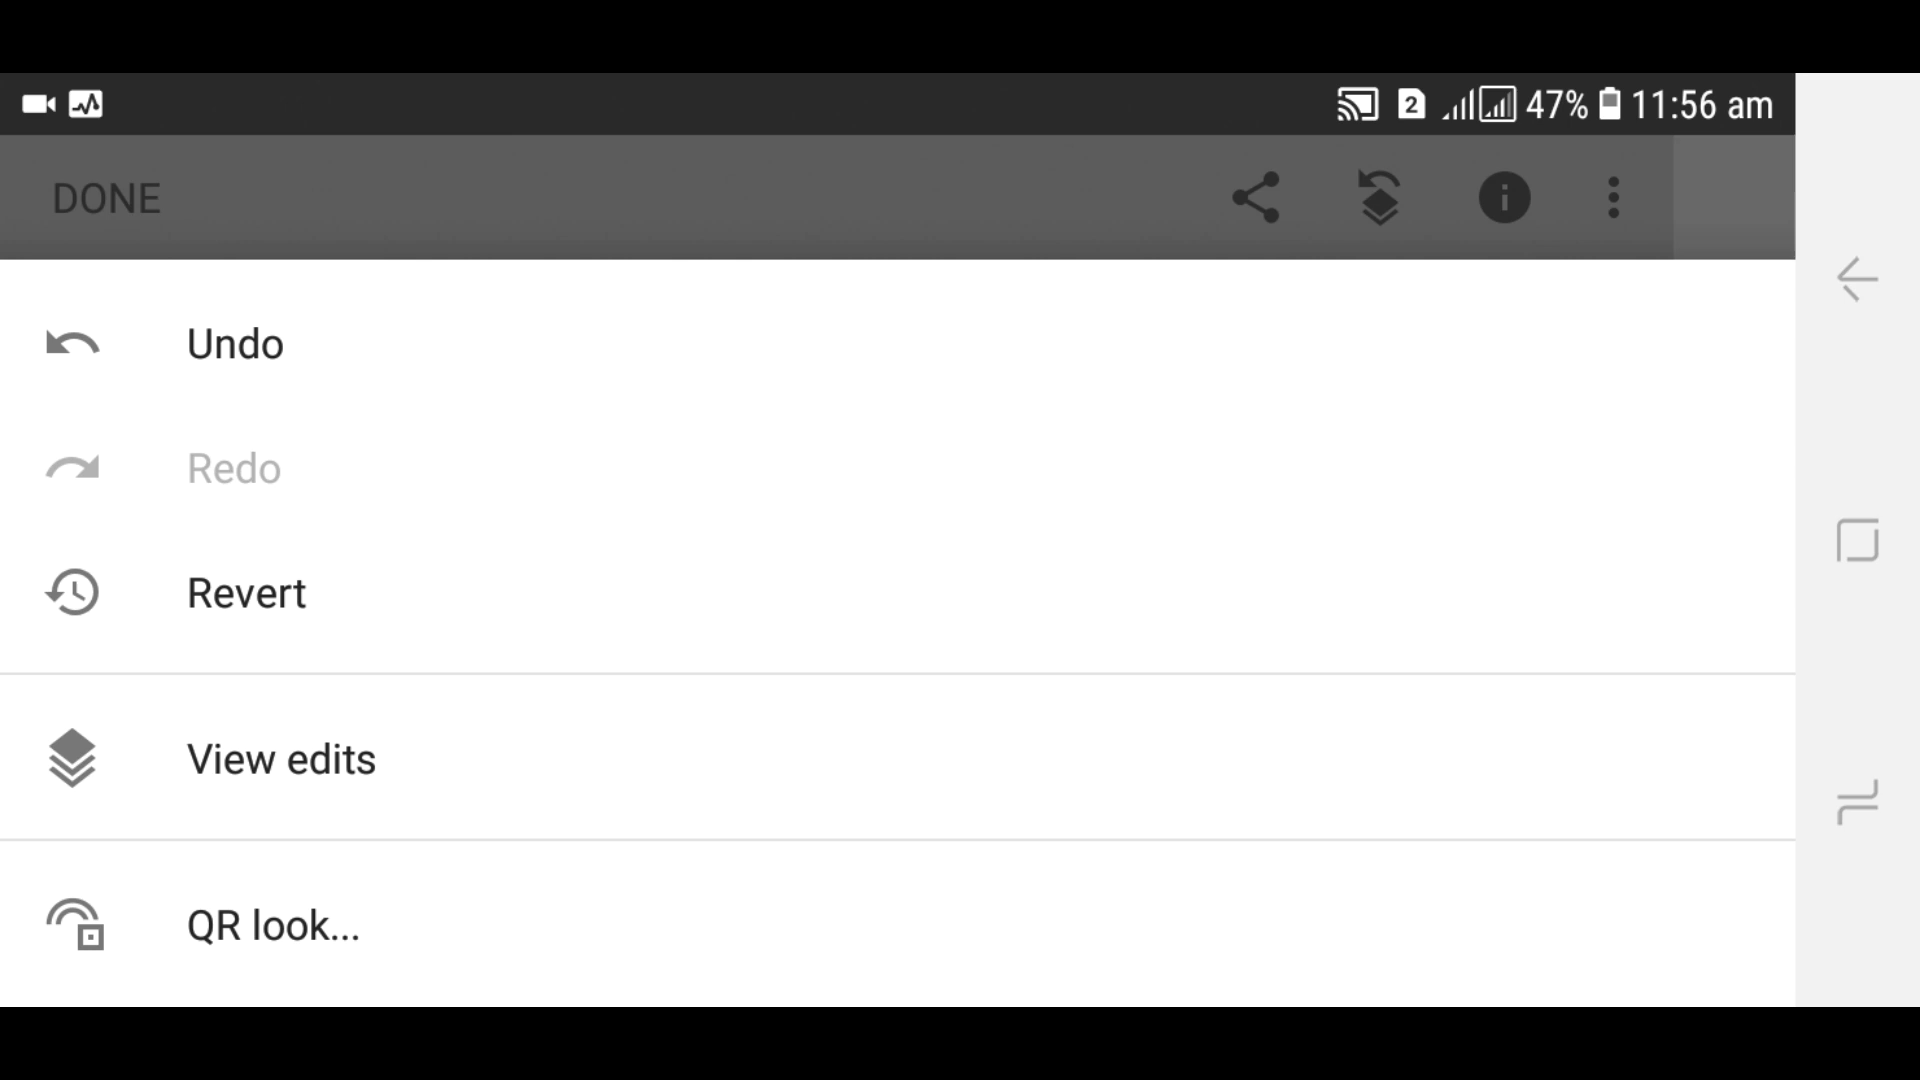 2 47% 11:56 am
DONE
Undo
Redo
Revert
View edits
QR look...